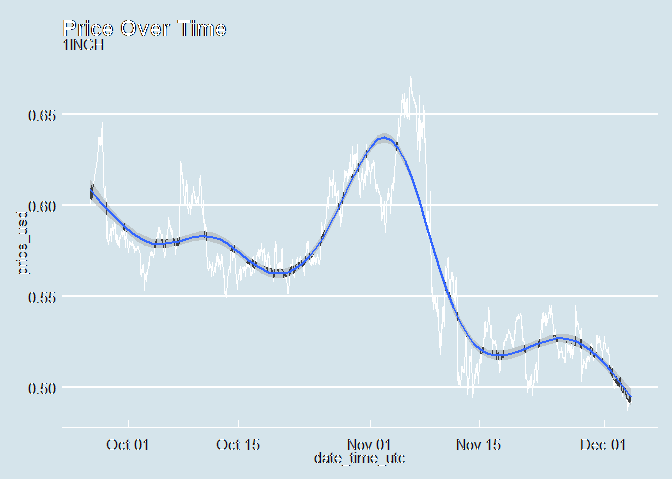 Price Over Time
1INCH
0.65
0.60
price_usd
0.55
0.50
Oct 01 Oct 15 Nov 01 Nov 15 Dec 01
date_time_utc